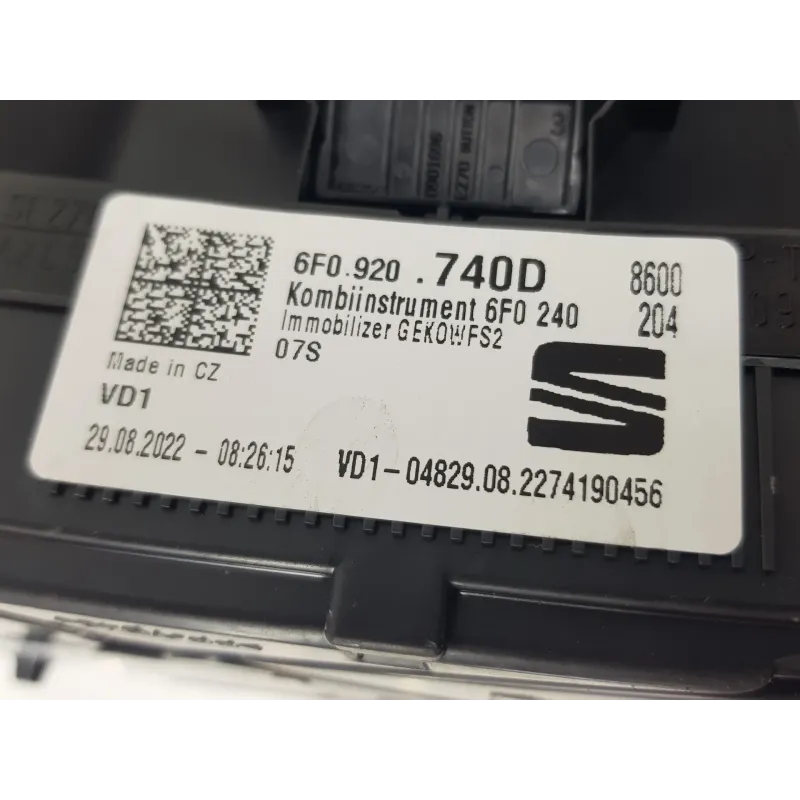 6F0.920 .740D 8600
Kombiinstrument 6F0 240 204
Immobilizer GEKOWFS2
07S
Made in CZ
VD1
29.08.2022 - 08:26:15 VD1-04829.08.2274190456